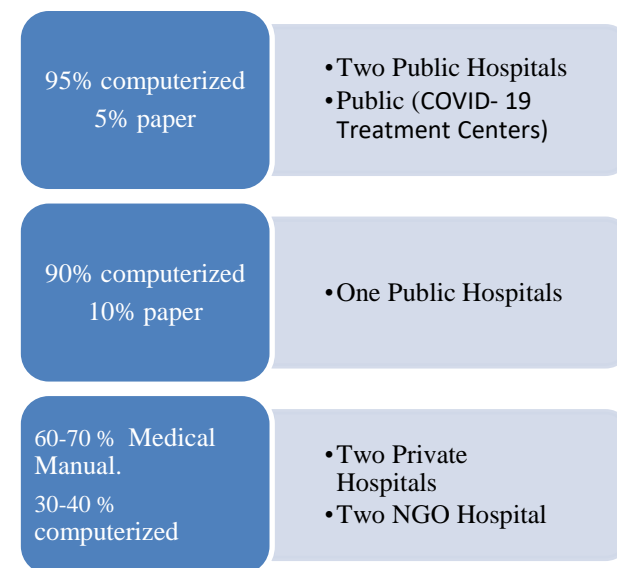 95% computerized
5% paper
•Two Public Hospitals
•Public (COVID- 19
Treatment Centers)
90% computerized
10% paper
•One Public Hospitals
60-70 % Medical
Manual.
30-40 %
computerized
•Two Private
Hospitals
•Two NGO Hospital